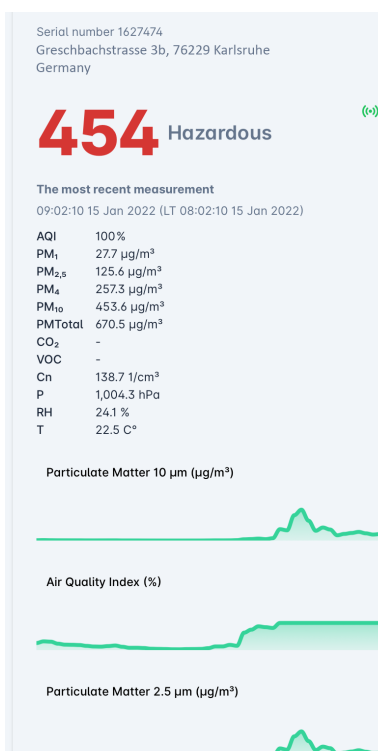 Serial number 1627474
Greschbachstrasse 3b, 76229 Karlsruhe
Germany
454 Hazardous
The most recent measurement
09:02:10 15 Jan 2022 (LT 08:02:10 15 Jan 2022)
AQI 100%
PM₁ 27.7 µg/m³
PM₂,₅ 125.6 µg/m³
PM₄ 257.3 µg/m³
PM₁₀ 453.6 µg/m³
PMTotal 670.5 µg/m³
CO₂ -
VOC -
Cn 138.7 1/cm³
P 1,004.3 hPa
RH 24.1 %
T 22.5 C°
Particulate Matter 10 µm (µg/m³)
Air Quality Index (%)
Particulate Matter 2.5 µm (µg/m³)